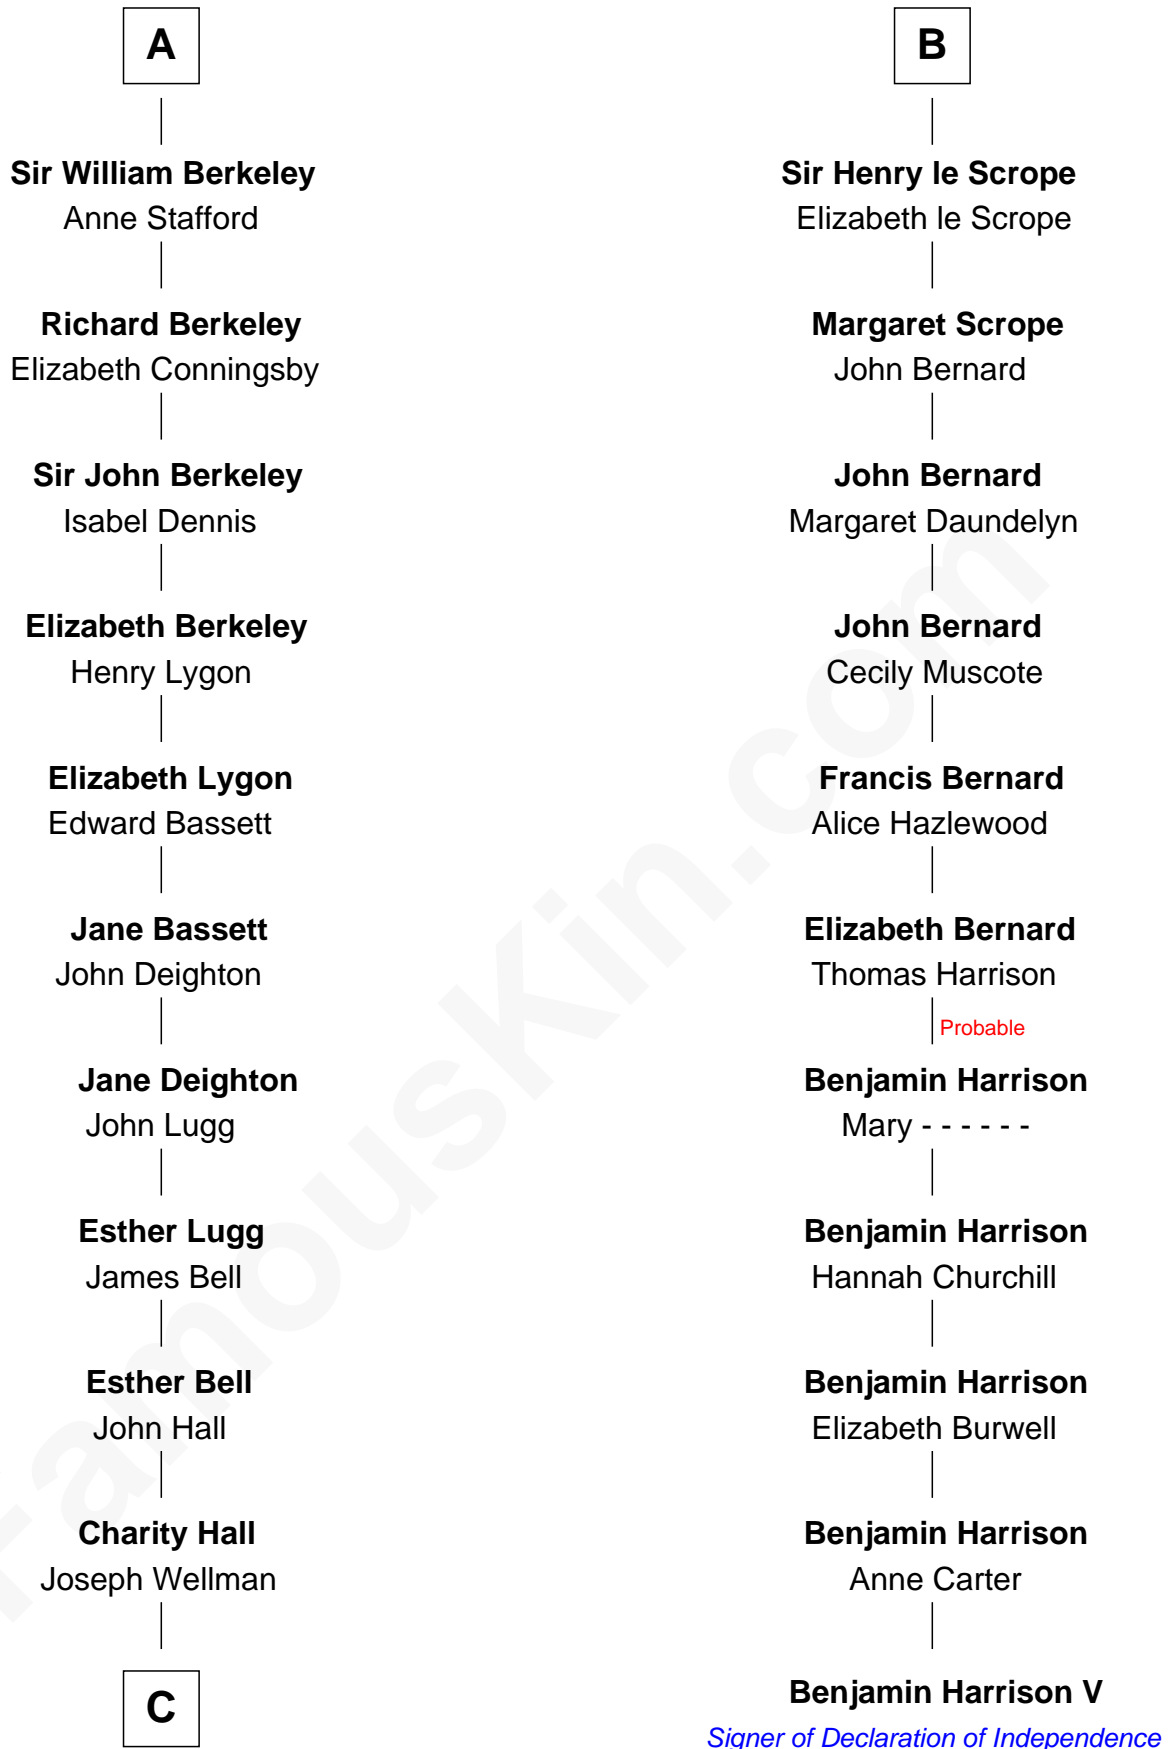 A
Sir William Berkeley
Anne Stafford
Richard Berkeley
Elizabeth Conningsby
Sir John Berkeley
Isabel Dennis
Elizabeth Berkeley
Henry Lygon
Elizabeth Lygon
Edward Bassett
Jane Bassett
John Deighton
Jane Deighton
John Lugg
Esther Lugg
James Bell
Esther Bell
John Hall
Charity Hall
Joseph Wellman
C
B
Sir Henry le Scrope
Elizabeth le Scrope
Margaret Scrope
John Bernard
John Bernard
Margaret Daundelyn
John Bernard
Cecily Muscote
Francis Bernard
Alice Hazlewood
Elizabeth Bernard
Thomas Harrison
Probable
Benjamin Harrison
Mary - - - - - -
Benjamin Harrison
Hannah Churchill
Benjamin Harrison
Elizabeth Burwell
Benjamin Harrison
Anne Carter
Benjamin Harrison V
Signer of Declaration of Independence
FamousKin.com